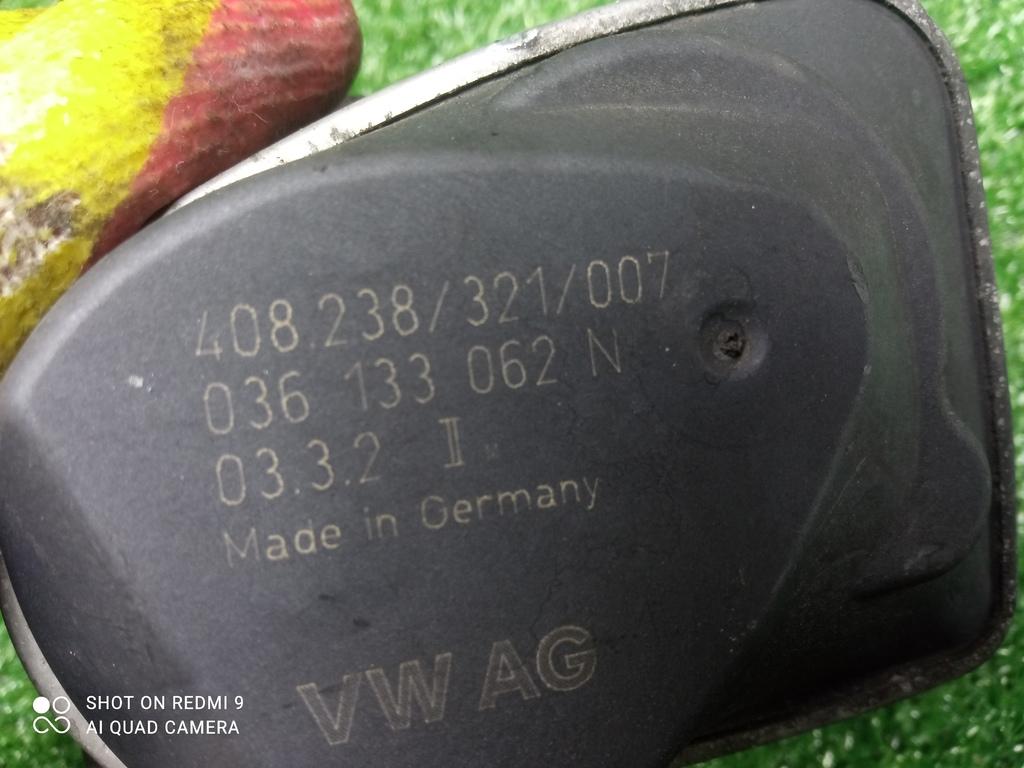 408.238/321/007
036 133 062 N
03.3.2 II
Made in Germany
VW AG
SHOT ON REDMI 9
AI QUAD CAMERA